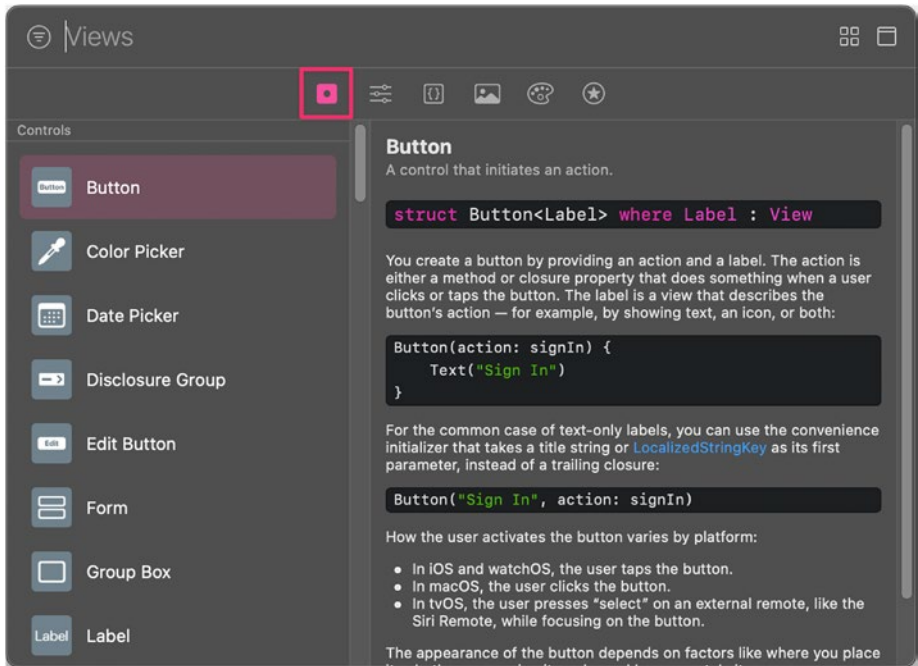 Views
Controls
Button
Button
Color Picker
Date Picker
Disclosure Group
Edit
Edit Button
Form
Group Box
Label
Label
Button
A control that initiates an action.
struct Button<Label> where Label : View
You create a button by providing an action and a label. The action is
either a method or closure property that does something when a user
clicks or taps the button. The label is a view that describes the
button's action — for example, by showing text, an icon, or both:
Button(action: signIn) {
Text("Sign In")
}
For the common case of text-only labels, you can use the convenience
initializer that takes a title string or LocalizedStringKey as its first
parameter, instead of a trailing closure:
Button("Sign In", action: signIn)
How the user activates the button varies by platform:
• In iOS and watchOS, the user taps the button.
• In macOS, the user clicks the button.
• In tvOS, the user presses “select” on an external remote, like the
Siri Remote, while focusing on the button.
The appearance of the button depends on factors like where you place